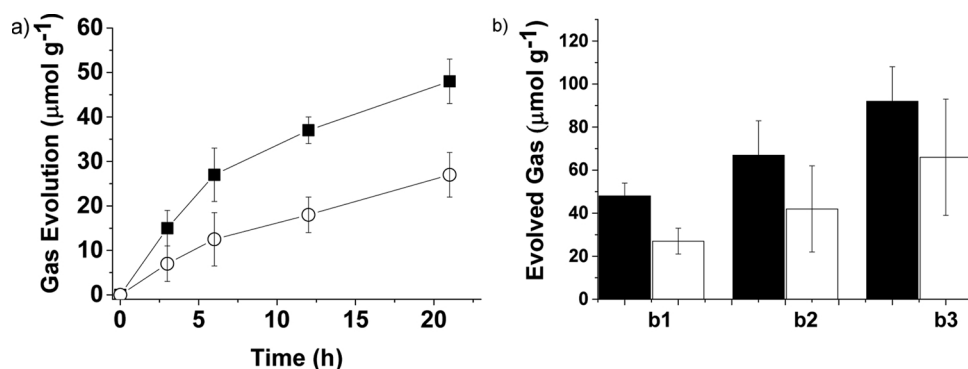 a)
Gas Evolution (μmol g⁻¹)
60
50
40
30
20
10
0
0 5 10 15 20
Time (h)
b)
Evolved Gas (μmol g⁻¹)
120
100
80
60
40
20
0
b1 b2 b3